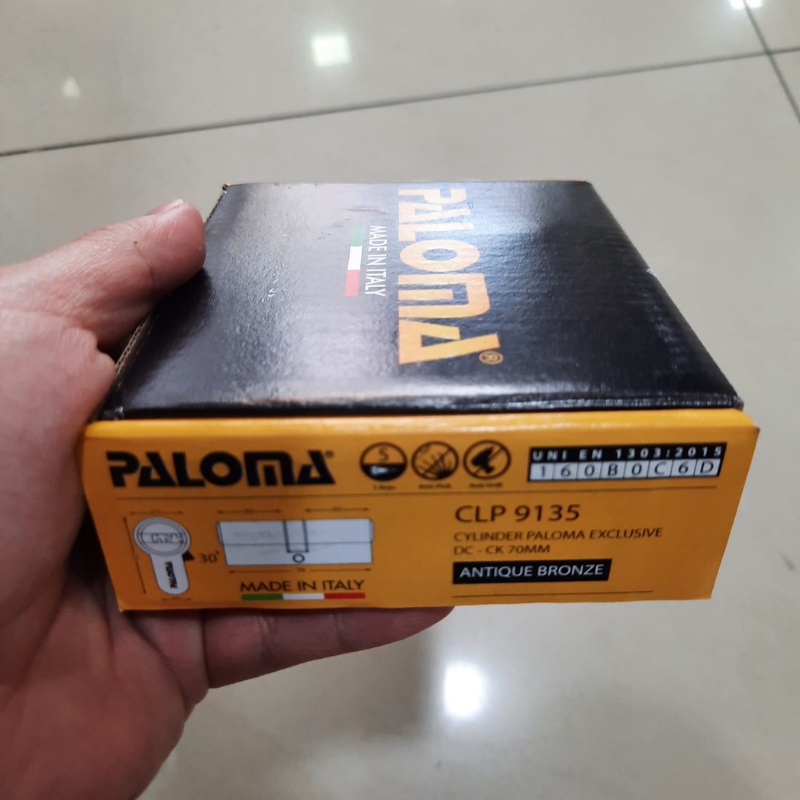 PALOMA®
MADE IN ITALY
PALOMA®
5
UNI EN 1303:2015
1 6 0 B 0 C 6 D
30°
CLP 9135
CYLINDER PALOMA EXCLUSIVE
DC - CK 70MM
ANTIQUE BRONZE
MADE IN ITALY